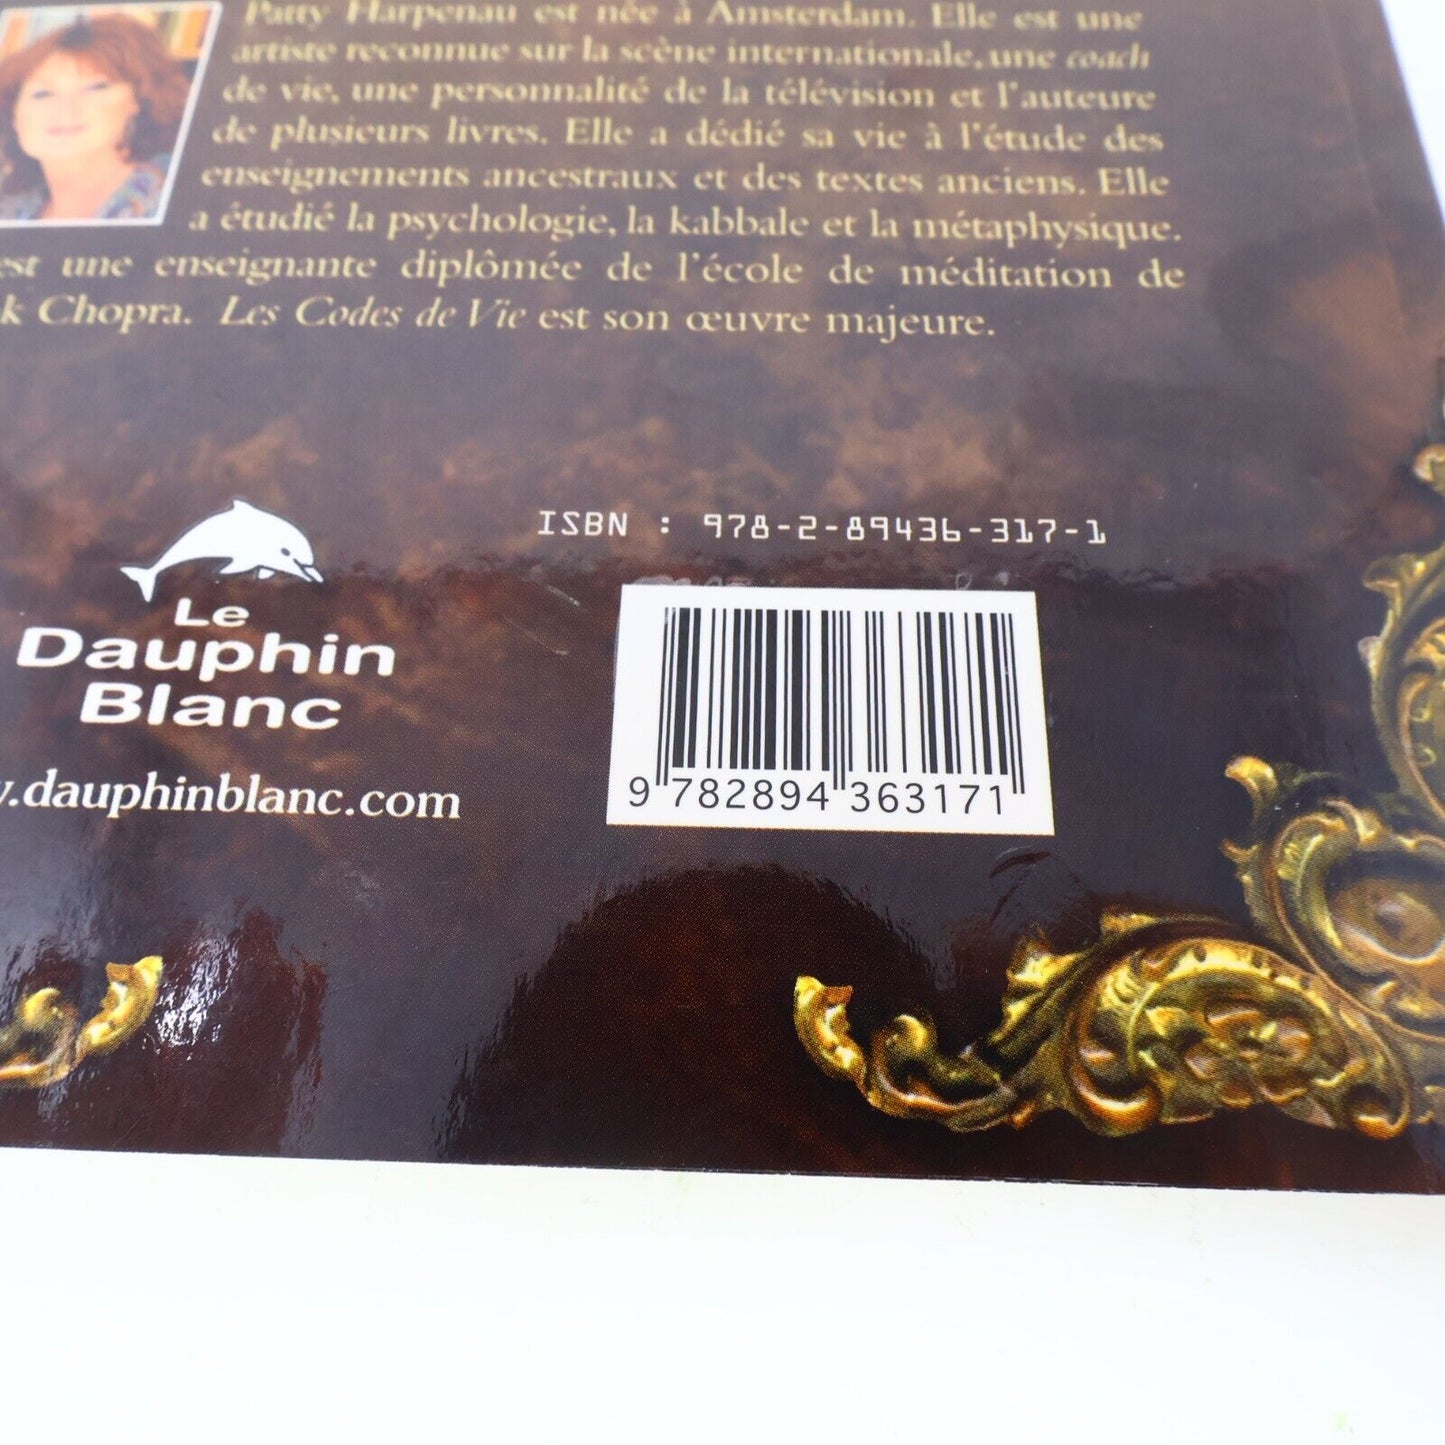 Patty Harpenau est née à Amsterdam. Elle est une
artiste reconnue sur la scène internationale, une coach
de vie, une personnalité de la télévision et l'auteure
de plusieurs livres. Elle a dédié sa vie à l'étude des
enseignements ancestraux et des textes anciens. Elle
a étudié la psychologie, la kabbale et la métaphysique.
est une enseignante diplômée de l'école de méditation de
k Chopra. Les Codes de Vie est son œuvre majeure.
ISBN : 978-2-89436-317-1
Le
Dauphin
Blanc
.dauphinblanc.com
9 782894 363171